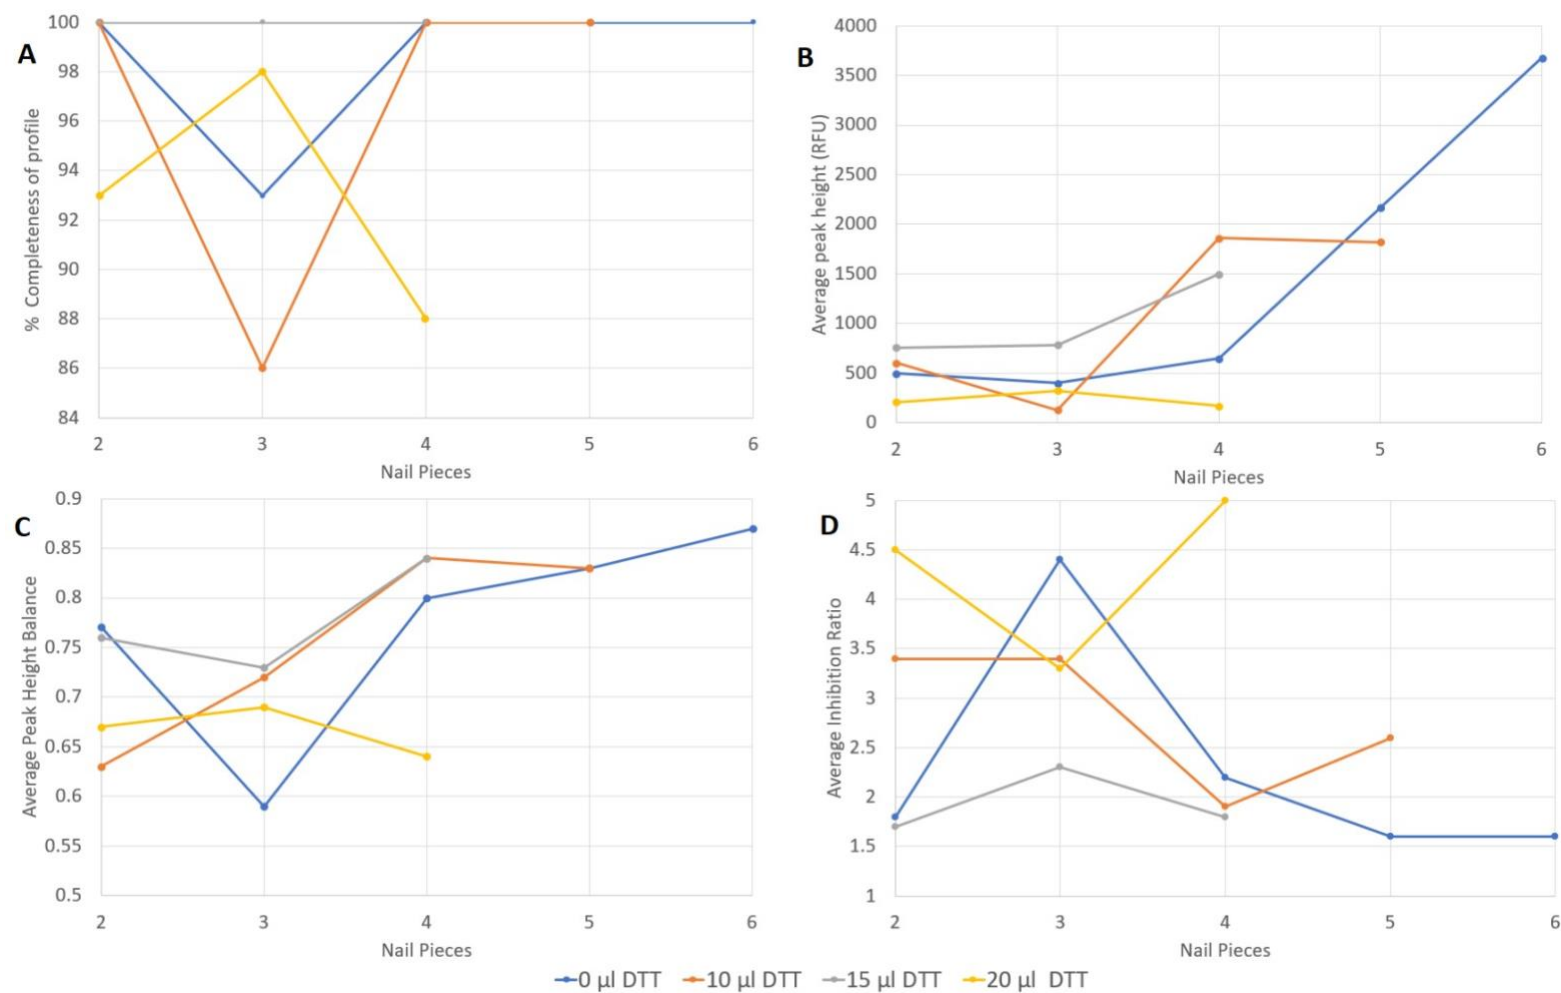 A
% Completeness of profile
100
98
96
94
92
90
88
86
84
2 3 4 5 6
Nail Pieces
B
Average peak height (RFU)
4000
3500
3000
2500
2000
1500
1000
500
0
2 3 4 5 6
Nail Pieces
C
Average Peak Height Balance
0.9
0.85
0.8
0.75
0.7
0.65
0.6
0.55
0.5
2 3 4 5 6
Nail Pieces
D
Average Inhibition Ratio
5
4.5
4
3.5
3
2.5
2
1.5
1
2 3 4 5 6
Nail Pieces
0 µl DTT 10 µl DTT 15 µl DTT 20 µl DTT